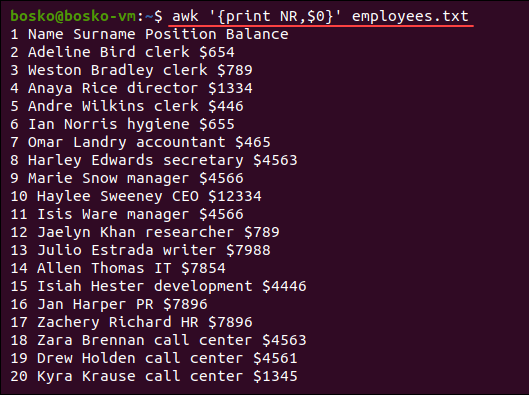 bosko@bosko-vm:~$ awk '{print NR,$0}' employees.txt
1 Name Surname Position Balance
2 Adeline Bird clerk $654
3 Weston Bradley clerk $789
4 Anaya Rice director $1334
5 Andre Wilkins clerk $446
6 Ian Norris hygiene $655
7 Omar Landry accountant $465
8 Harley Edwards secretary $4563
9 Marie Snow manager $4566
10 Haylee Sweeney CEO $12334
11 Isis Ware manager $4566
12 Jaelyn Khan researcher $789
13 Julio Estrada writer $7988
14 Allen Thomas IT $7854
15 Isiah Hester development $4446
16 Jan Harper PR $7896
17 Zachery Richard HR $7896
18 Zara Brennan call center $4563
19 Drew Holden call center $4561
20 Kyra Krause call center $1345